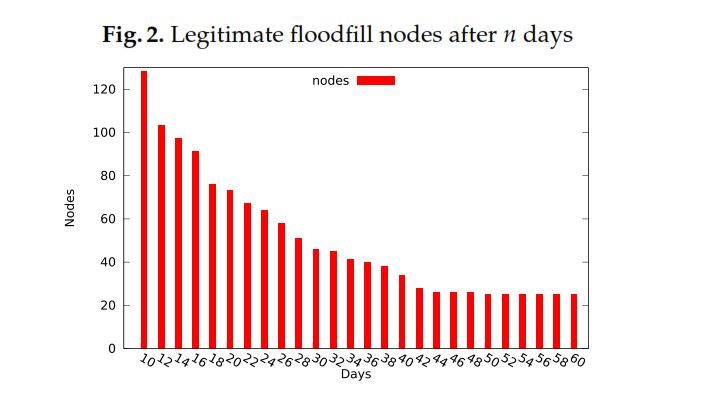 Fig. 2. Legitimate floodfill nodes after n days
nodes
120
100
80
60
40
20
0
Nodes
10 12 14 16 18 20 22 24 26 28 30 32 34 36 38 40 42 44 46 48 50 52 54 56 58 60
Days